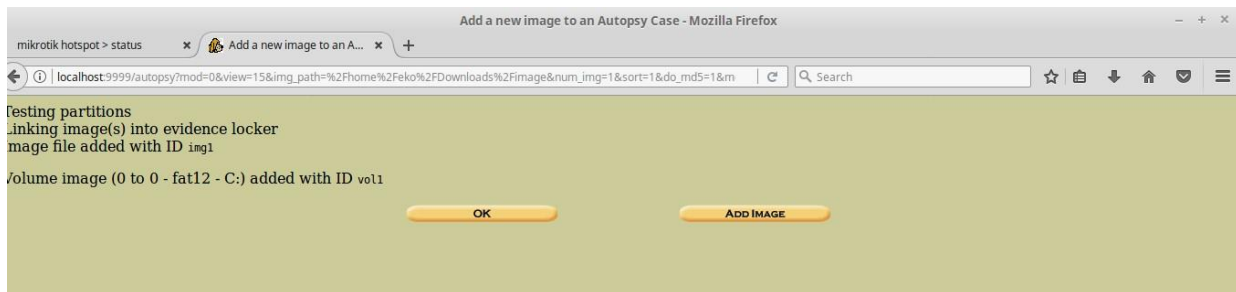 Add a new image to an Autopsy Case - Mozilla Firefox
mikrotik hotspot > status
Add a new image to an A...
localhost:9999/autopsy?mod=0&view=15&img_path=%2Fhome%2Feko%2FDownloads%2Fimage&num_img=1&sort=1&do_md5=1&m
Search
Testing partitions
Linking image(s) into evidence locker
Image file added with ID img1
Volume image (0 to 0 - fat12 - C:) added with ID vol1
OK
ADD IMAGE